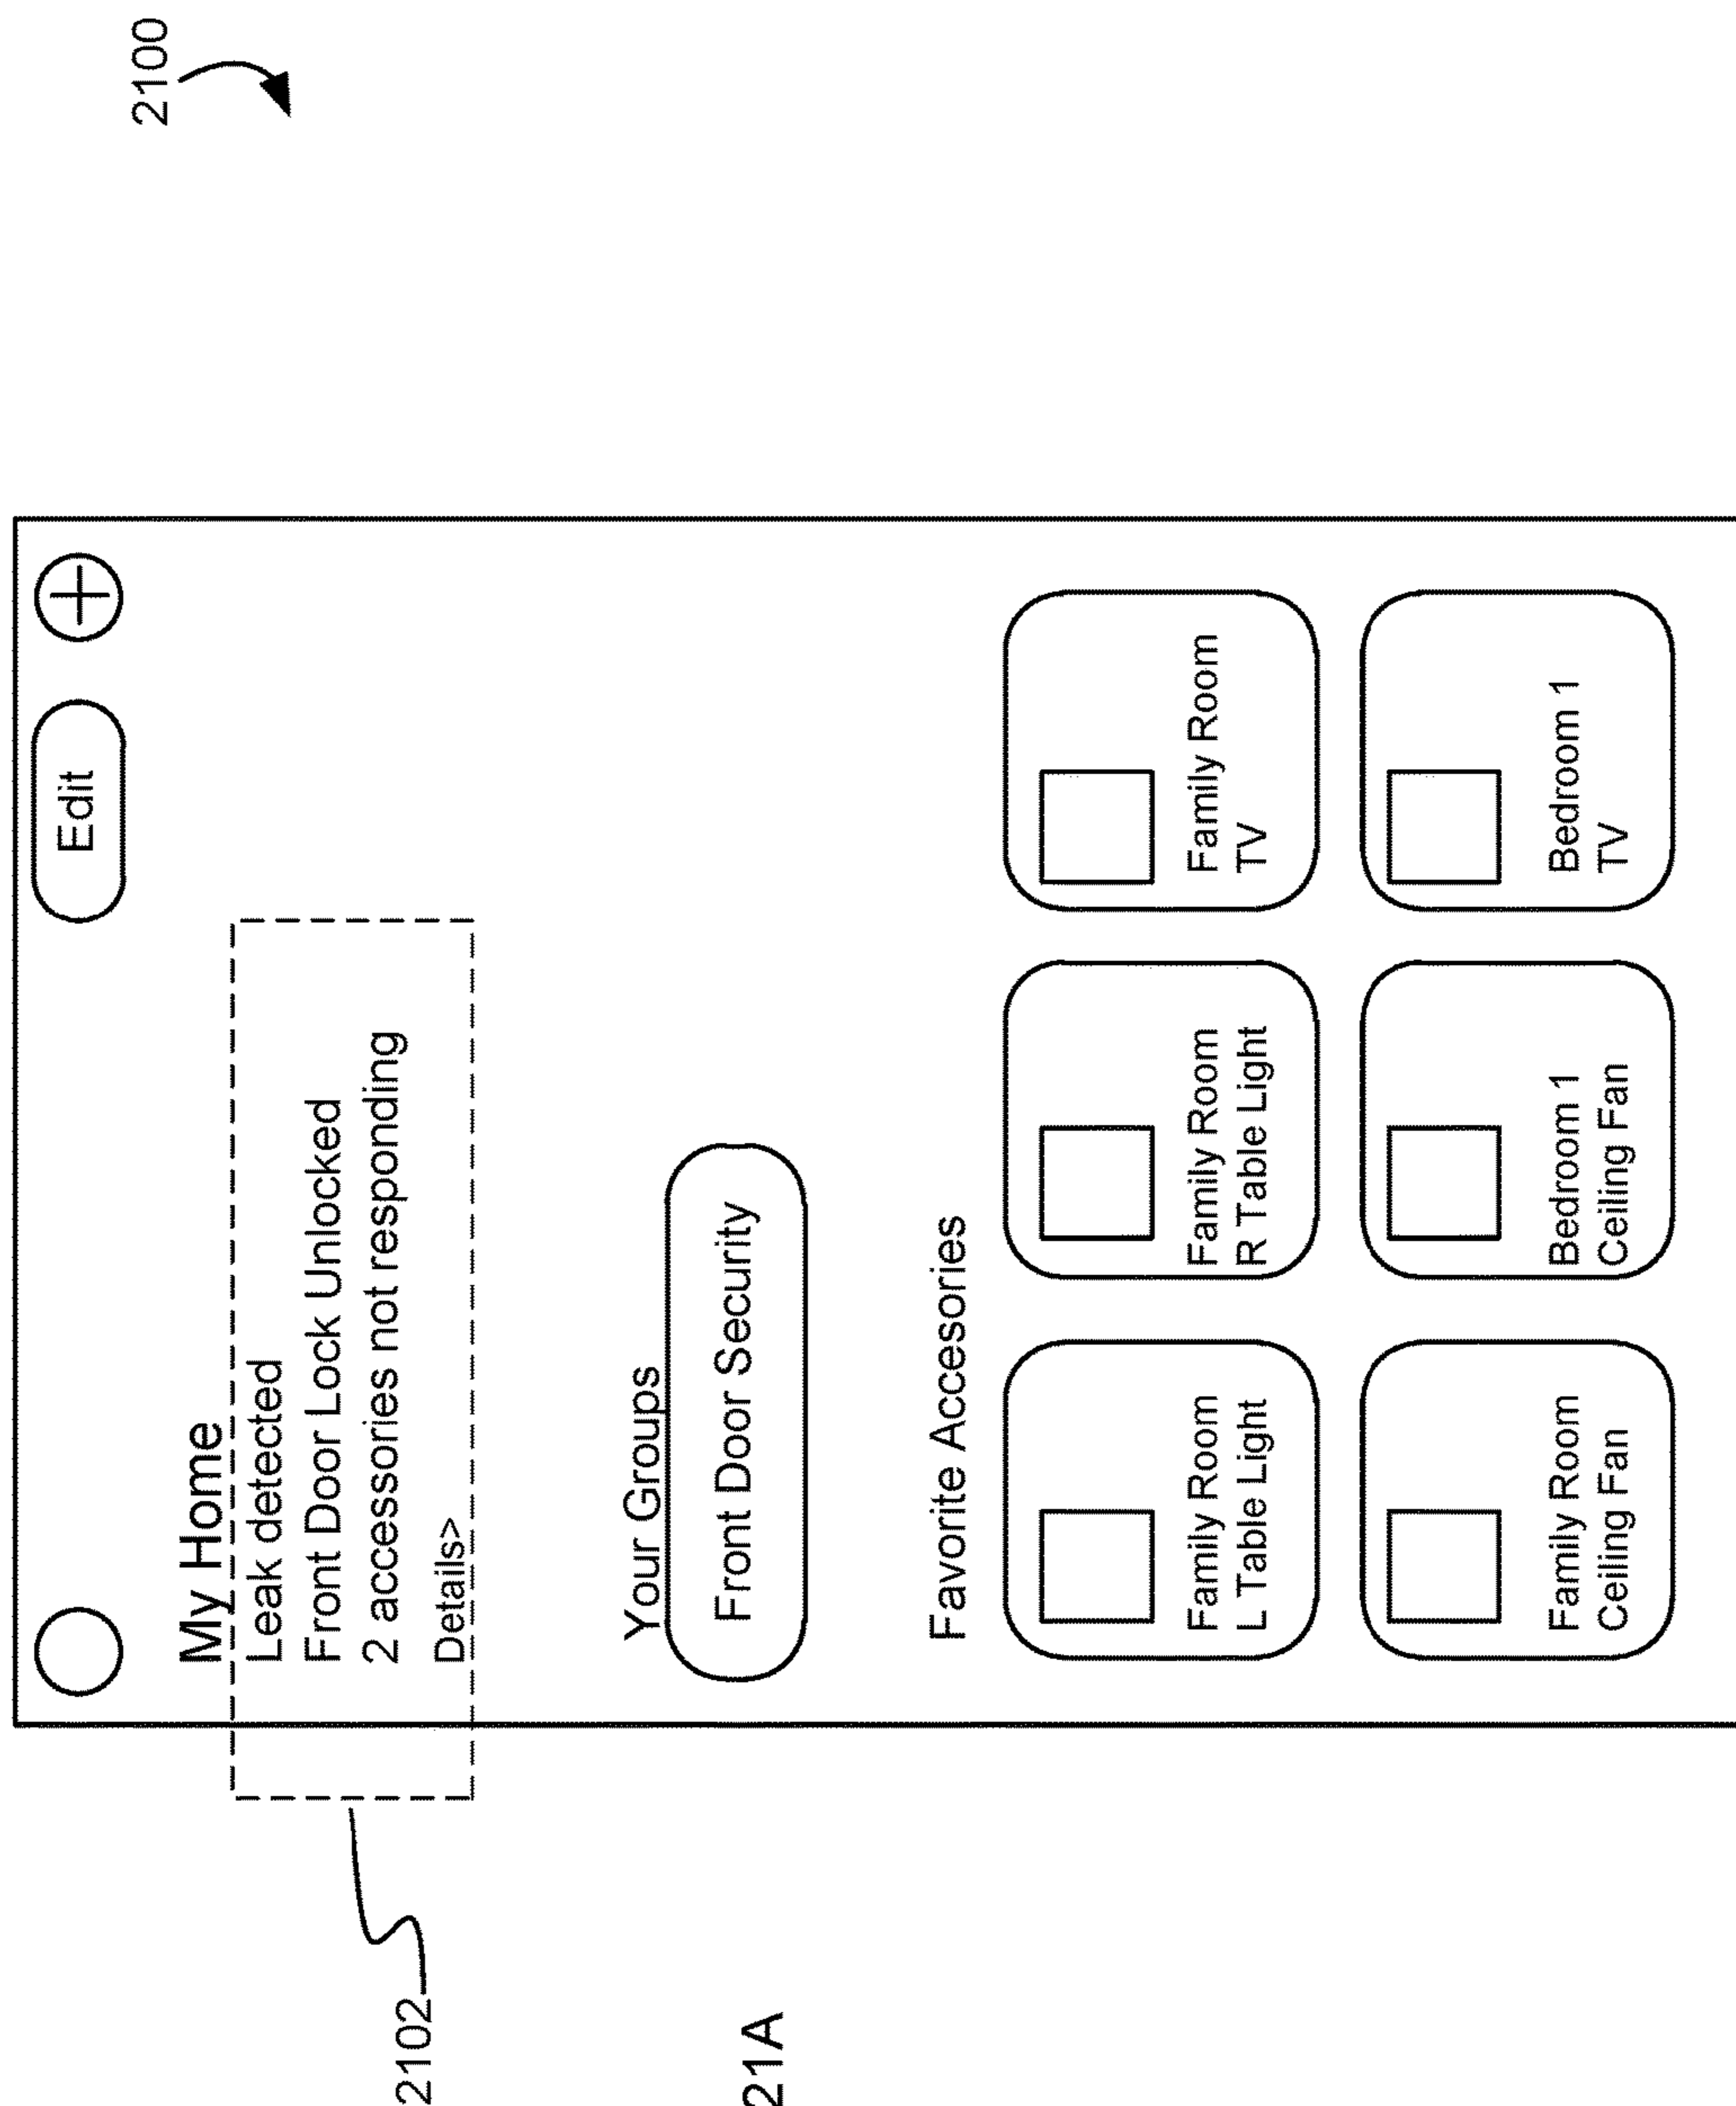 2100
Edit
My Home
Leak detected
Front Door Lock Unlocked
2 accessories not responding
Details>
2102
Your Groups
Front Door Security
21A
Favorite Accesories
Family Room
L Table Light
Family Room
R Table Light
Family Room
TV
Family Room
Ceiling Fan
Bedroom 1
Ceiling Fan
Bedroom 1
TV